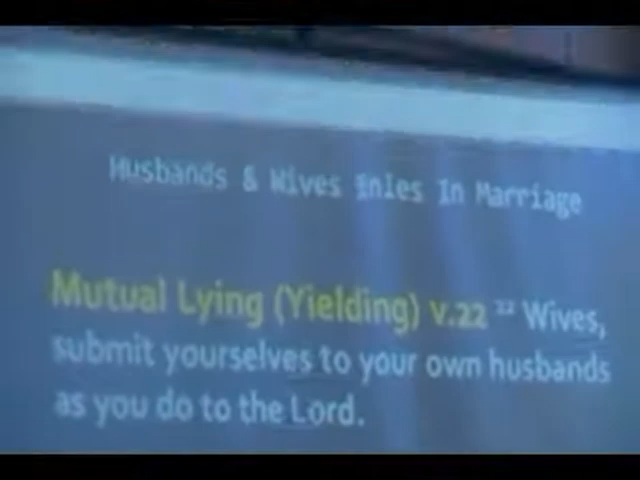 Husbands & Wives Enles In Marriage
Mutual Lying (Yielding) v.22 ²² Wives,
submit yourselves to your own husbands
as you do to the Lord.